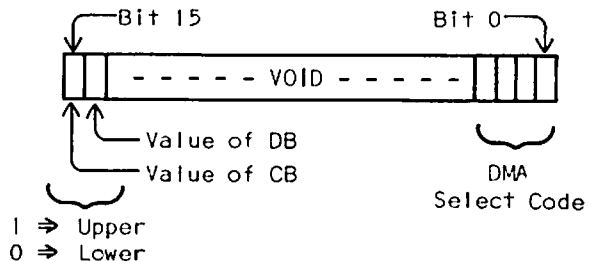 Bit 15 Bit 0
- - - - - VOID - - - - - -
Value of DB
Value of CB
DMA
Select Code
1 ⇒ Upper
0 ⇒ Lower